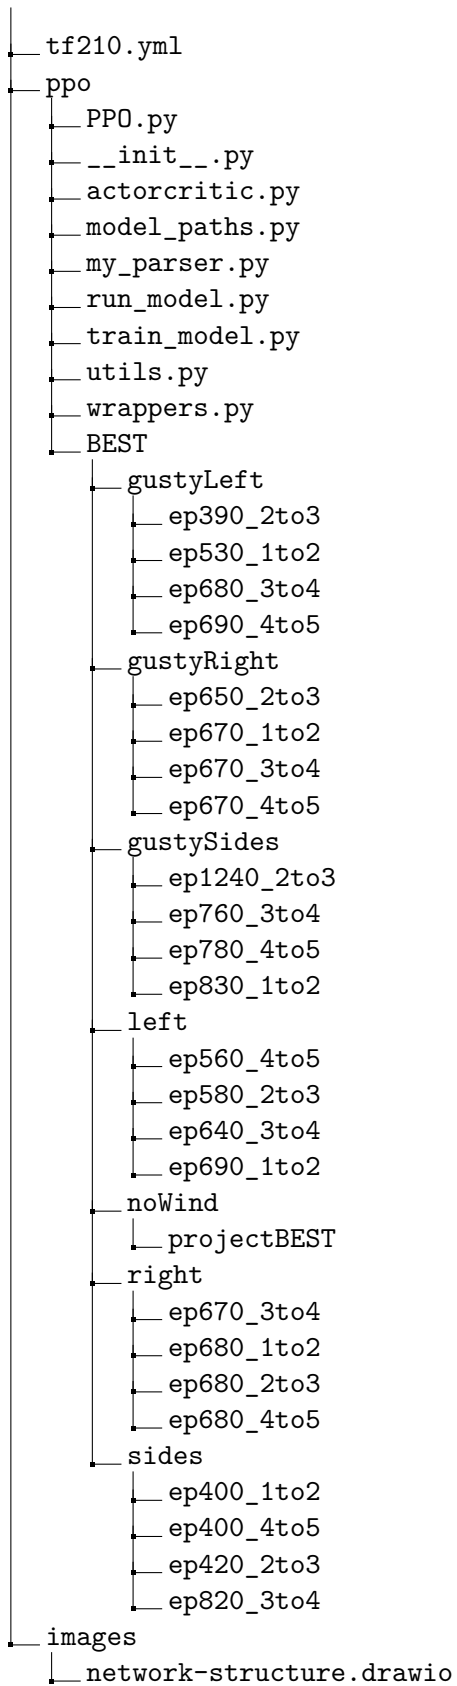 tf210.yml
ppo
PPO.py
__init__.py
actorcritic.py
model_paths.py
my_parser.py
run_model.py
train_model.py
utils.py
wrappers.py
BEST
gustyLeft
ep390_2to3
ep530_1to2
ep680_3to4
ep690_4to5
gustyRight
ep650_2to3
ep670_1to2
ep670_3to4
ep670_4to5
gustySides
ep1240_2to3
ep760_3to4
ep780_4to5
ep830_1to2
left
ep560_4to5
ep580_2to3
ep640_3to4
ep690_1to2
noWind
projectBEST
right
ep670_3to4
ep680_1to2
ep680_2to3
ep680_4to5
sides
ep400_1to2
ep400_4to5
ep420_2to3
ep820_3to4
images
network-structure.drawio